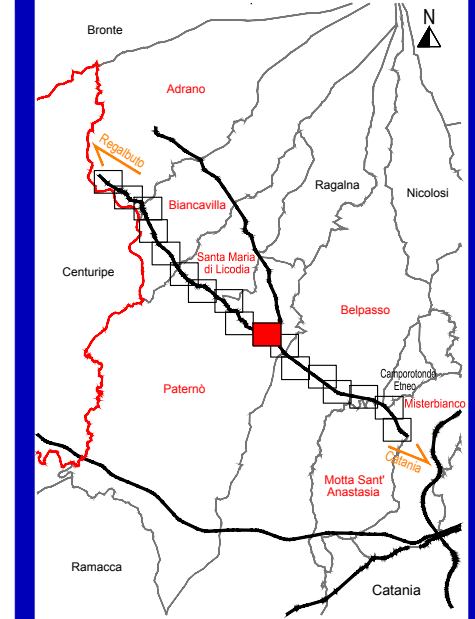 N
Bronte
Adrano
Regalbuto
Ragalna
Nicolosi
Biancavilla
Santa Maria
di Licodia
Centuripe
Belpasso
Camporotondo
Etneo
Paternò
Misterbianco
Catania
Motta Sant'
Anastasia
Ramacca
Catania